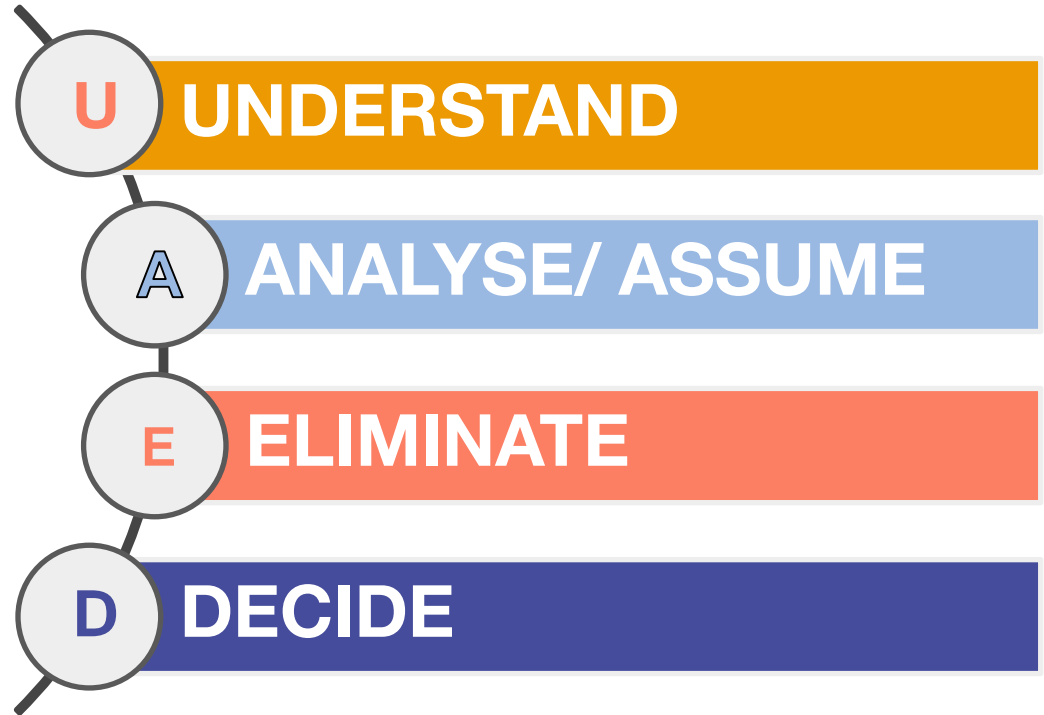 U UNDERSTAND
A ANALYSE/ ASSUME
E ELIMINATE
D DECIDE